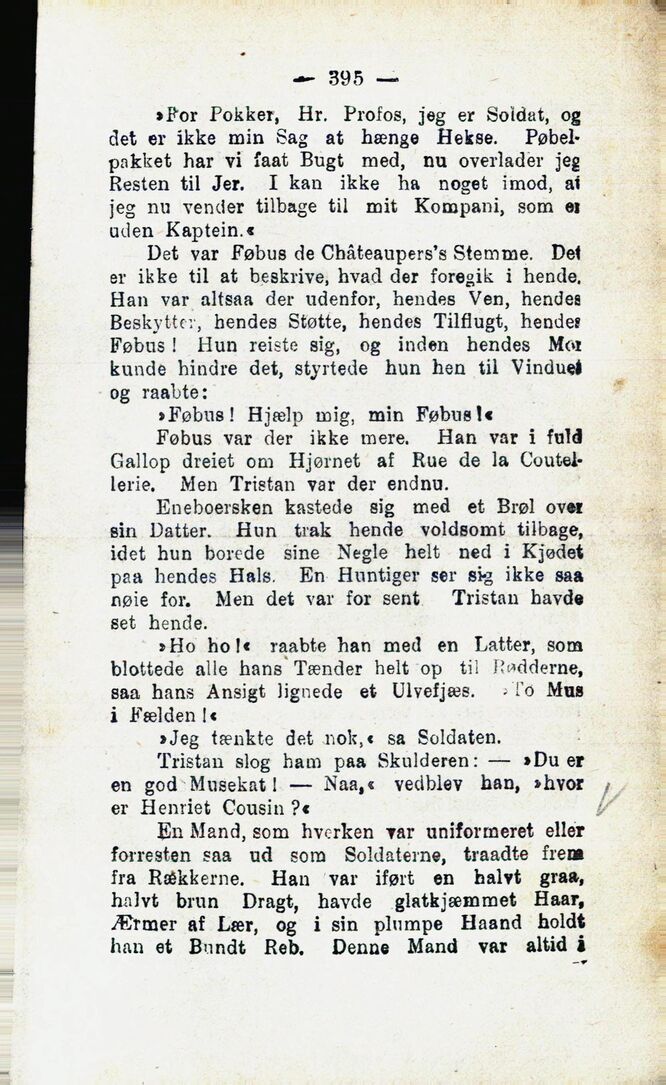 — 395 —
»For Pokker, Hr. Profos, jeg er Soldat, og
det er ikke min Sag at hænge Hekse. Pøbel-
pakket har vi faat Bugt med, nu overlader jeg
Resten til Jer. I kan ikke ha noget imod, at
jeg nu vender tilbage til mit Kompani, som er
uden Kaptein.«
Det var Føbus de Châteaupers's Stemme. Det
er ikke til at beskrive, hvad der foregik i hende.
Han var altsaa der udenfor, hendes Ven, hendes
Beskytter, hendes Støtte, hendes Tilflugt, hendes
Føbus! Hun reiste sig, og inden hendes Mor
kunde hindre det, styrtede hun hen til Vinduet
og raabte:
»Føbus! Hjælp mig, min Føbus!«
Føbus var der ikke mere. Han var i fuld
Gallop dreiet om Hjørnet af Rue de la Coutel-
lerie. Men Tristan var der endnu.
Eneboersken kastede sig med et Brøl over
sin Datter. Hun trak hende voldsomt tilbage,
idet hun borede sine Negle helt ned i Kjødet
paa hendes Hals. En Huntiger ser sig ikke saa
nøie for. Men det var for sent Tristan havde
set hende.
»Ho ho!« raabte han med en Latter, som
blottede alle hans Tænder helt op til Rødderne,
saa hans Ansigt lignede et Ulvefjæs. »To Mus
i Fælden!«
»Jeg tænkte det nok,« sa Soldaten.
Tristan slog ham paa Skulderen: — »Du er
en god Musekat! — Naa,« vedblev han, »hvor
er Henriet Cousin?«
En Mand, som hverken var uniformeret eller
forresten saa ud som Soldaterne, traadte frem
fra Rækkerne. Han var iført en halvt graa,
halvt brun Dragt, havde glatkjæmmet Haar,
Ærmer af Lær, og i sin plumpe Haand holdt
han et Bundt Reb. Denne Mand var altid i